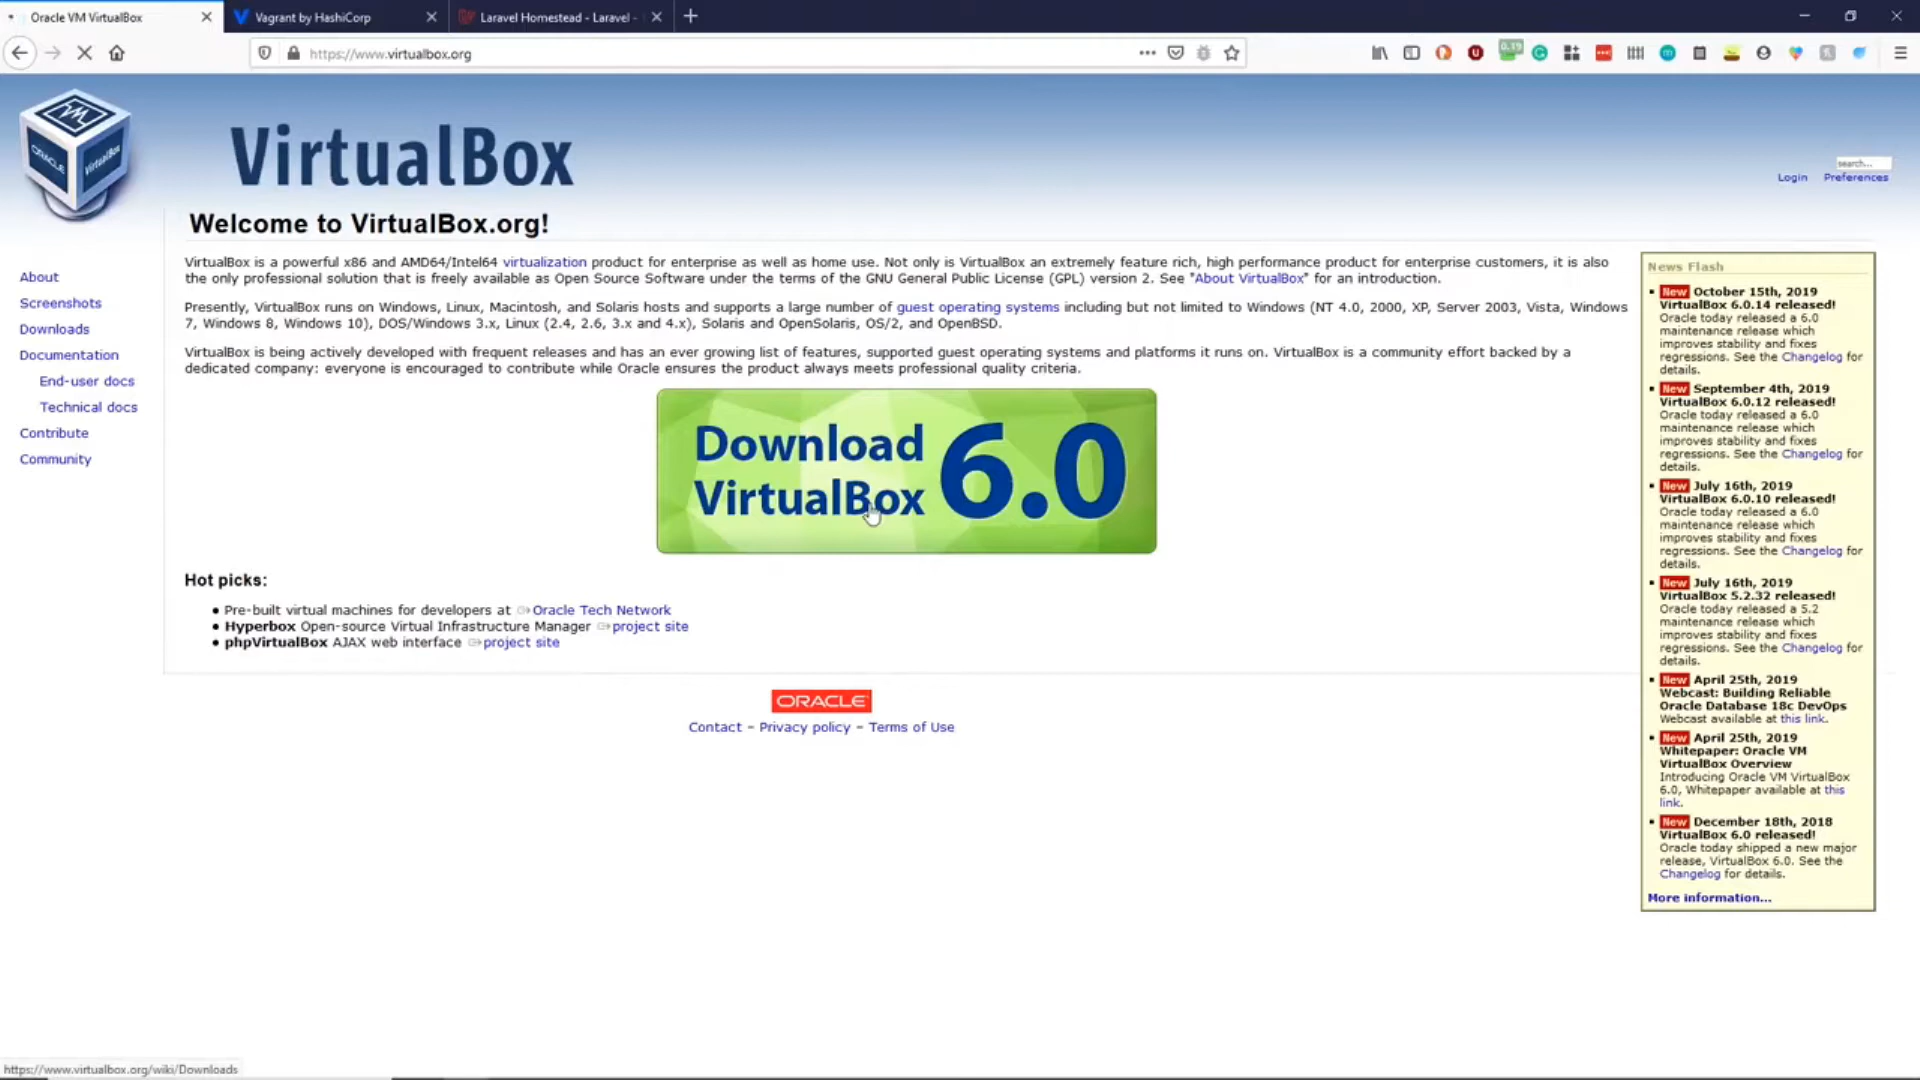 Oracle VM VirtualBox
Vagrant by HashiCorp
Laravel Homestead - Laravel -
https://www.virtualbox.org
0.19
ORACLE
VirtualBox
VirtualBox
search...
Login Preferences
Welcome to VirtualBox.org!
About
Screenshots
Downloads
Documentation
End-user docs
Technical docs
Contribute
Community
VirtualBox is a powerful x86 and AMD64/Intel64 virtualization product for enterprise as well as home use. Not only is VirtualBox an extremely feature rich, high performance product for enterprise customers, it is also
the only professional solution that is freely available as Open Source Software under the terms of the GNU General Public License (GPL) version 2. See "About VirtualBox" for an introduction.
Presently, VirtualBox runs on Windows, Linux, Macintosh, and Solaris hosts and supports a large number of guest operating systems including but not limited to Windows (NT 4.0, 2000, XP, Server 2003, Vista, Windows
7, Windows 8, Windows 10), DOS/Windows 3.x, Linux (2.4, 2.6, 3.x and 4.x), Solaris and OpenSolaris, OS/2, and OpenBSD.
VirtualBox is being actively developed with frequent releases and has an ever growing list of features, supported guest operating systems and platforms it runs on. VirtualBox is a community effort backed by a
dedicated company: everyone is encouraged to contribute while Oracle ensures the product always meets professional quality criteria.
Download
VirtualBox 6.0
Hot picks:
• Pre-built virtual machines for developers at Oracle Tech Network
• Hyperbox Open-source Virtual Infrastructure Manager project site
• phpVirtualBox AJAX web interface project site
ORACLE
Contact – Privacy policy – Terms of Use
News Flash
New October 15th, 2019
VirtualBox 6.0.14 released!
Oracle today released a 6.0
maintenance release which
improves stability and fixes
regressions. See the Changelog for
details.
New September 4th, 2019
VirtualBox 6.0.12 released!
Oracle today released a 6.0
maintenance release which
improves stability and fixes
regressions. See the Changelog for
details.
New July 16th, 2019
VirtualBox 6.0.10 released!
Oracle today released a 6.0
maintenance release which
improves stability and fixes
regressions. See the Changelog for
details.
New July 16th, 2019
VirtualBox 5.2.32 released!
Oracle today released a 5.2
maintenance release which
improves stability and fixes
regressions. See the Changelog for
details.
New April 25th, 2019
Webcast: Building Reliable
Oracle Database 18c DevOps
Webcast available at this link.
New April 25th, 2019
Whitepaper: Oracle VM
VirtualBox Overview
Introducing Oracle VM VirtualBox
6.0, Whitepaper available at this
link.
New December 18th, 2018
VirtualBox 6.0 released!
Oracle today shipped a new major
release, VirtualBox 6.0. See the
Changelog for details.
More information...
https://www.virtualbox.org/wiki/Downloads